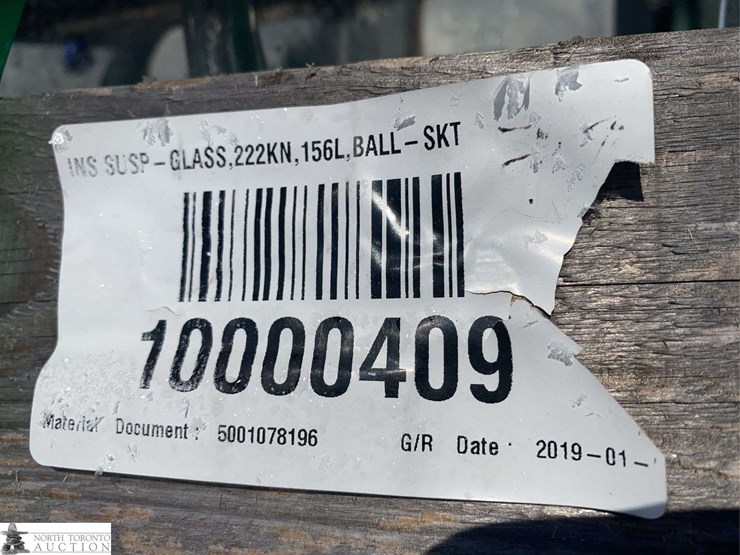 INS SUSP-GLASS,222KN,156L,BALL-SKT
10000409
Material Document: 5001078196 G/R Date: 2019-01-
NORTH TORONTO
AUCTION